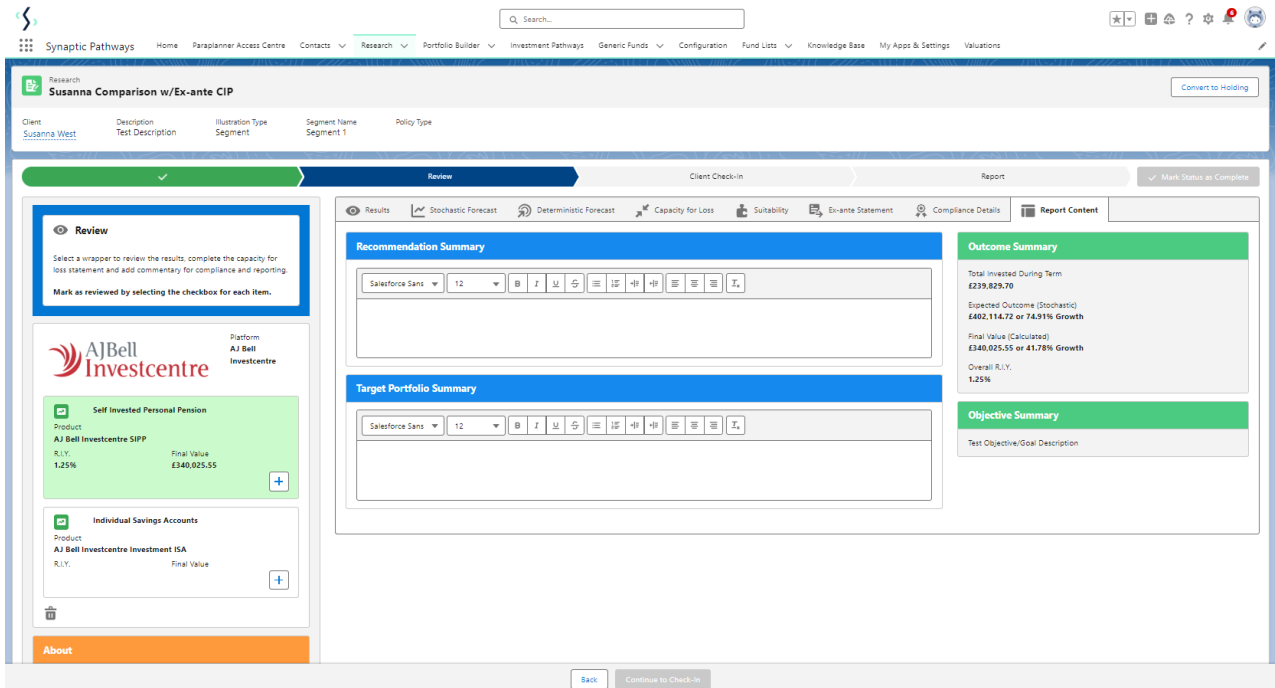 Search...
6
Synaptic Pathways Home Paraplanner Access Centre Contacts Research Portfolio Builder Investment Pathways Generic Funds Configuration Fund Lists Knowledge Base My Apps & Settings Valuations
Research
Susanna Comparison w/Ex-ante CIP
Convert to Holding
Client Description Illustration Type Segment Name Policy Type
Susanna West Test Description Segment Segment 1
Review Client Check-In Report Mark Status as Complete
Review
Select a wrapper to review the results, complete the capacity for
loss statement and add commentary for compliance and reporting.
Mark as reviewed by selecting the checkbox for each item.
AJBell
Investcentre
Platform
AJ Bell
Investcentre
Self Invested Personal Pension
Product
AJ Bell Investcentre SIPP
R.I.Y. Final Value
1.25% £340,025.55
Individual Savings Accounts
Product
AJ Bell Investcentre Investment ISA
R.I.Y. Final Value
About
Results Stochastic Forecast Deterministic Forecast Capacity for Loss Suitability Ex-ante Statement Compliance Details Report Content
Recommendation Summary
Salesforce Sans 12 B I U S
Target Portfolio Summary
Salesforce Sans 12 B I U S
Outcome Summary
Total Invested During Term
£239,829.70
Expected Outcome (Stochastic)
£402,114.72 or 74.91% Growth
Final Value (Calculated)
£340,025.55 or 41.78% Growth
Overall R.I.Y.
1.25%
Objective Summary
Test Objective/Goal Description
Back Continue to Check-In